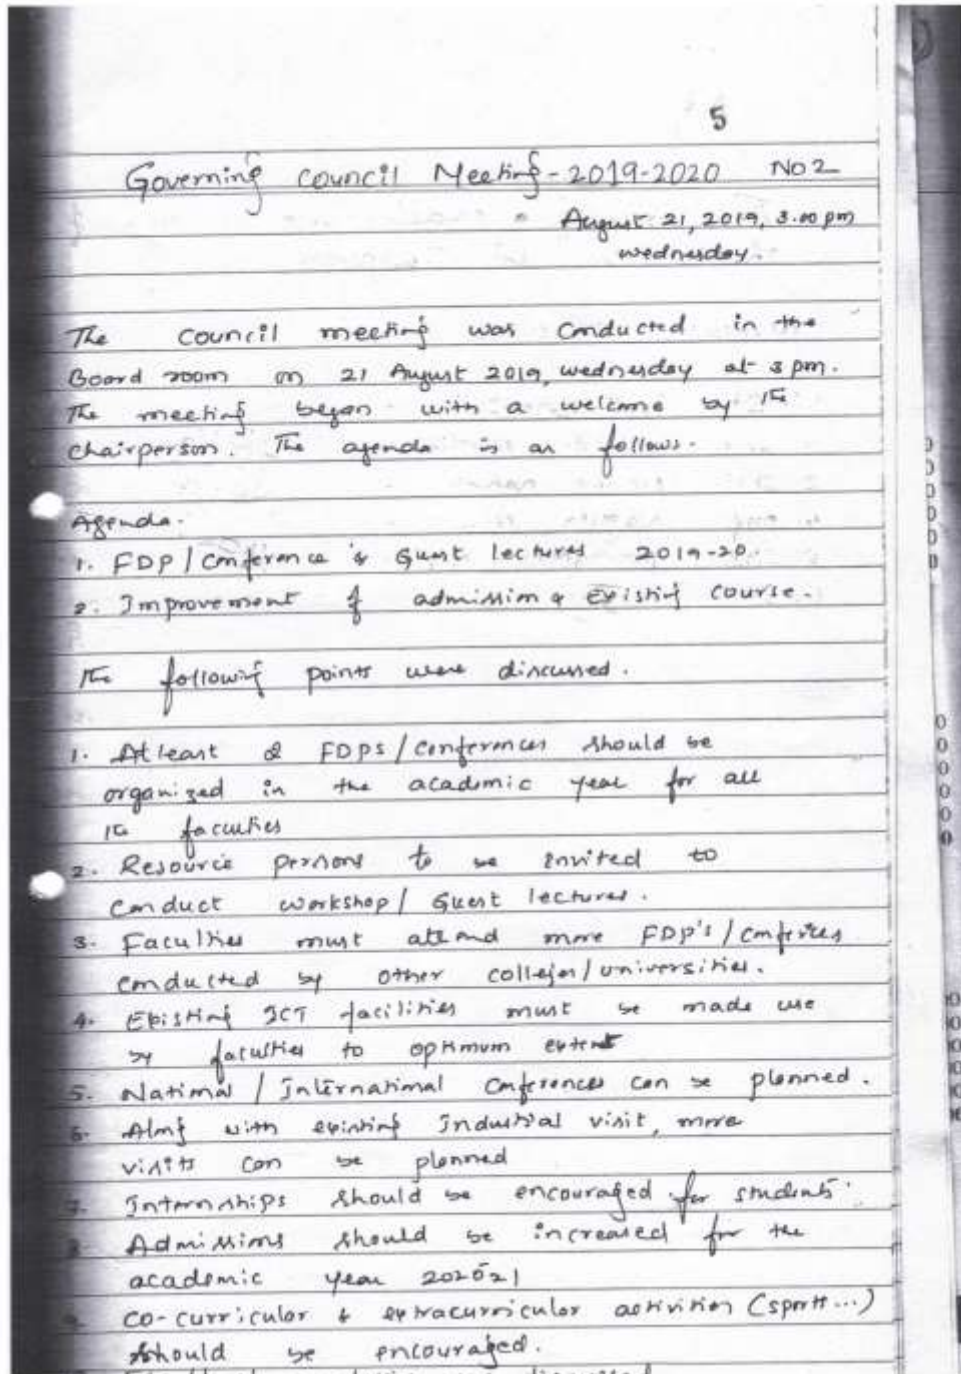 5
Governing Council Meeting - 2019-2020 No 2
August 21, 2019, 3.00 pm
Wednesday.
The council meeting was conducted in the
Board room on 21 August 2019, wednesday at 3 pm.
The meeting began with a welcome by the
chairperson. The agenda is as follows.
Agenda.
1. FDP/Conference & Guest lectures 2019-20.
2. Improvement of admission & Existing course.
The following points were discussed.
1. Atleast 2 FDPs/Conferences should be
organized in the academic year for all
the faculties
2. Resource persons to be invited to
conduct workshop/ Guest lectures.
3. Faculties must attend more FDP's/
conducted by other colleges/universities.
4. Existing ICT facilities must be made use
by faculties to optimum extent
5. National / International Conferences can be planned.
6. Along with existing Industrial visit, more
visits can be planned
7. Internships should be encouraged for students.
8. Admissions should be increased for the
academic year 2020-21
9. Co-curricular & extracurricular activities (sports...)
should be encouraged.